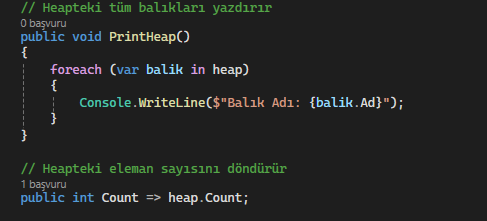 // Heapteki tüm balıkları yazdırır
0 başvuru
public void PrintHeap()
{
foreach (var balik in heap)
{
Console.WriteLine($"Balık Adı: {balik.Ad}");
}
}
// Heapteki eleman sayısını döndürür
1 başvuru
public int Count => heap.Count;